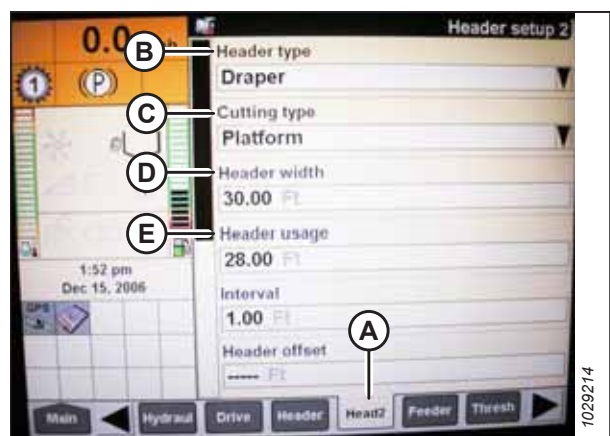 0.0
Header setup 2
B
Header type
1
(P)
Draper
C
Cutting type
Platform
D
Header width
30.00 Ft
E
Header usage
28.00 Ft
1:52 pm
Dec 15, 2006
Interval
1.00 Ft
GPS
A
Header offset
----- Ft
Main
Hydraul
Drive
Header
Head2
Feeder
Thresh
1029214